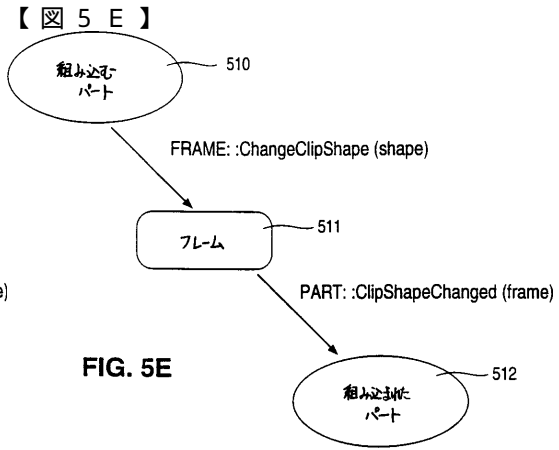 【図5E】
組み込む
パート
510
FRAME: :ChangeClipShape (shape)
フレーム
511
e)
PART: :ClipShapeChanged (frame)
FIG. 5E
組み込まれた
パート
512